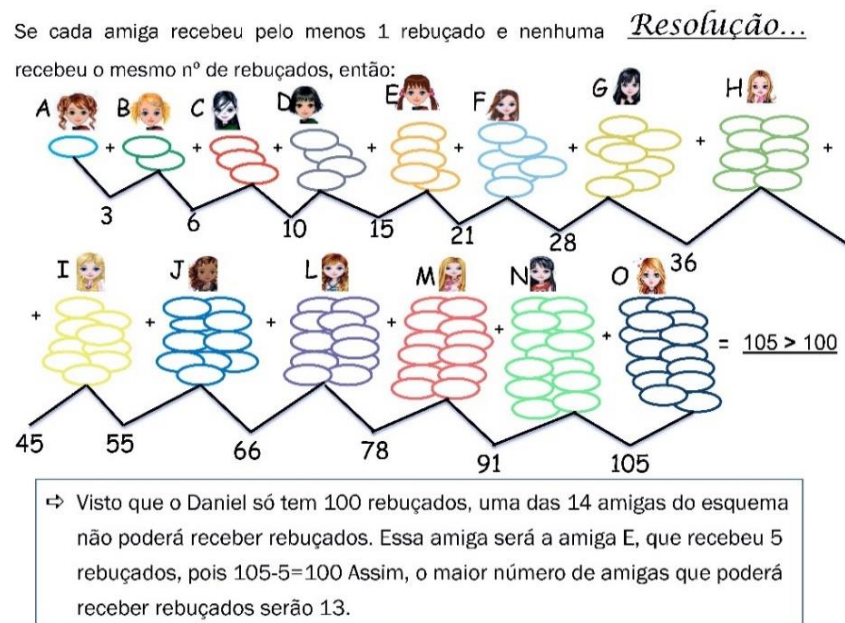 Se cada amiga recebeu pelo menos 1 rebuçado e nenhuma
Resolução...
recebeu o mesmo nº de rebuçados, então:
A B C D E F G H
+ + + + + + + +
3 6 10 15 21 28 36
I J L M N O
+ + + + + + = 105 > 100
45 55 66 78 91 105
⇨ Visto que o Daniel só tem 100 rebuçados, uma das 14 amigas do esquema
não poderá receber rebuçados. Essa amiga será a amiga E, que recebeu 5
rebuçados, pois 105-5=100 Assim, o maior número de amigas que poderá
receber rebuçados serão 13.